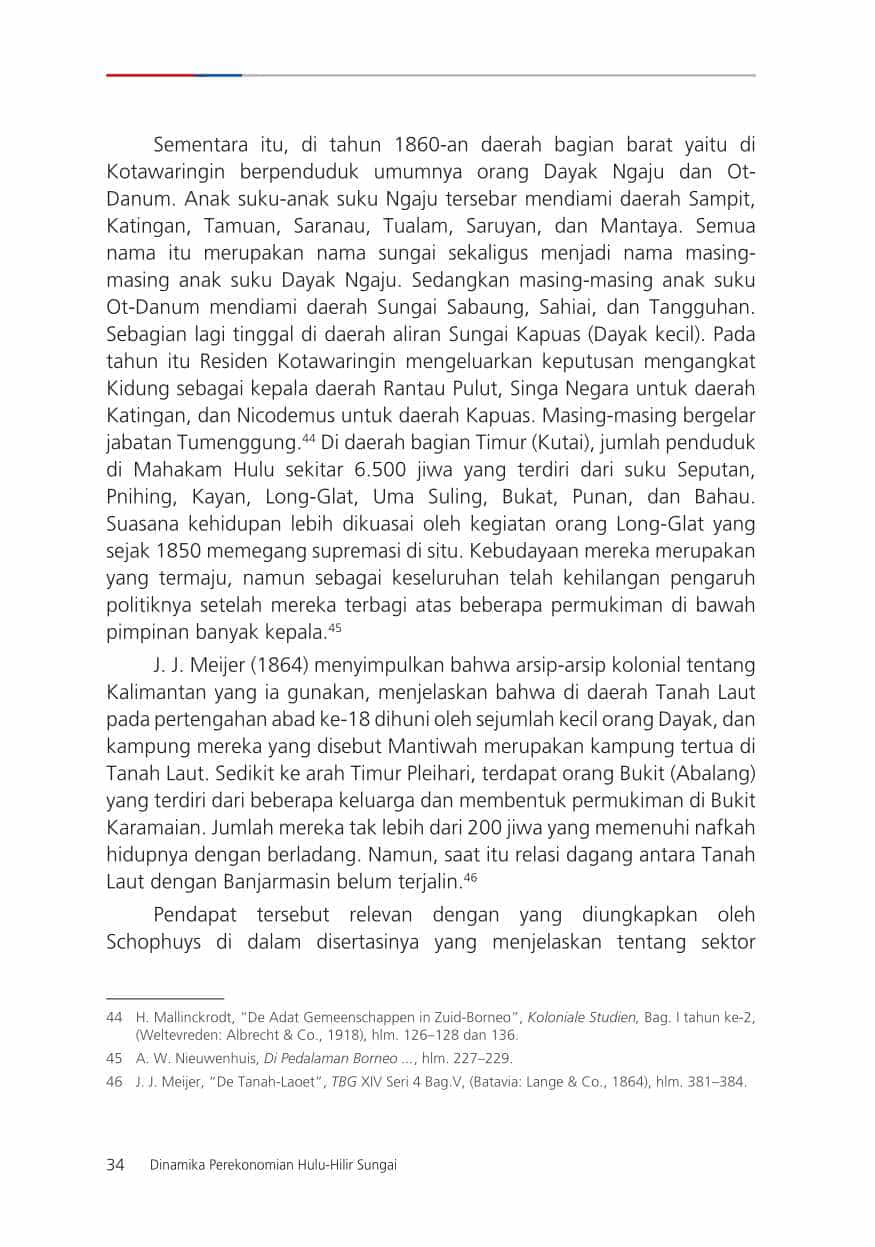 Sementara itu, di tahun 1860-an daerah bagian barat yaitu di
Kotawaringin berpenduduk umumnya orang Dayak Ngaju dan Ot-
Danum. Anak suku-anak suku Ngaju tersebar mendiami daerah Sampit,
Katingan, Tamuan, Saranau, Tualam, Saruyan, dan Mantaya. Semua
nama itu merupakan nama sungai sekaligus menjadi nama masing-
masing anak suku Dayak Ngaju. Sedangkan masing-masing anak suku
Ot-Danum mendiami daerah Sungai Sabaung, Sahiai, dan Tangguhan.
Sebagian lagi tinggal di daerah aliran Sungai Kapuas (Dayak kecil). Pada
tahun itu Residen Kotawaringin mengeluarkan keputusan mengangkat
Kidung sebagai kepala daerah Rantau Pulut, Singa Negara untuk daerah
Katingan, dan Nicodemus untuk daerah Kapuas. Masing-masing bergelar
jabatan Tumenggung.⁴⁴ Di daerah bagian Timur (Kutai), jumlah penduduk
di Mahakam Hulu sekitar 6.500 jiwa yang terdiri dari suku Seputan,
Pnihing, Kayan, Long-Glat, Uma Suling, Bukat, Punan, dan Bahau.
Suasana kehidupan lebih dikuasai oleh kegiatan orang Long-Glat yang
sejak 1850 memegang supremasi di situ. Kebudayaan mereka merupakan
yang termaju, namun sebagai keseluruhan telah kehilangan pengaruh
politiknya setelah mereka terbagi atas beberapa permukiman di bawah
pimpinan banyak kepala.⁴⁵
J. J. Meijer (1864) menyimpulkan bahwa arsip-arsip kolonial tentang
Kalimantan yang ia gunakan, menjelaskan bahwa di daerah Tanah Laut
pada pertengahan abad ke-18 dihuni oleh sejumlah kecil orang Dayak, dan
kampung mereka yang disebut Mantiwah merupakan kampung tertua di
Tanah Laut. Sedikit ke arah Timur Pleihari, terdapat orang Bukit (Abalang)
yang terdiri dari beberapa keluarga dan membentuk permukiman di Bukit
Karamaian. Jumlah mereka tak lebih dari 200 jiwa yang memenuhi nafkah
hidupnya dengan berladang. Namun, saat itu relasi dagang antara Tanah
Laut dengan Banjarmasin belum terjalin.⁴⁶
Pendapat tersebut relevan dengan yang diungkapkan oleh
Schophuys di dalam disertasinya yang menjelaskan tentang sektor
44 H. Mallinckrodt, "De Adat Gemeenschappen in Zuid-Borneo", Koloniale Studien, Bag. I tahun ke-2,
(Weltevreden: Albrecht & Co., 1918), hlm. 126–128 dan 136.
45 A. W. Nieuwenhuis, Di Pedalaman Borneo ..., hlm. 227–229.
46 J. J. Meijer, "De Tanah-Laoet", TBG XIV Seri 4 Bag.V, (Batavia: Lange & Co., 1864), hlm. 381–384.
34 Dinamika Perekonomian Hulu-Hilir Sungai